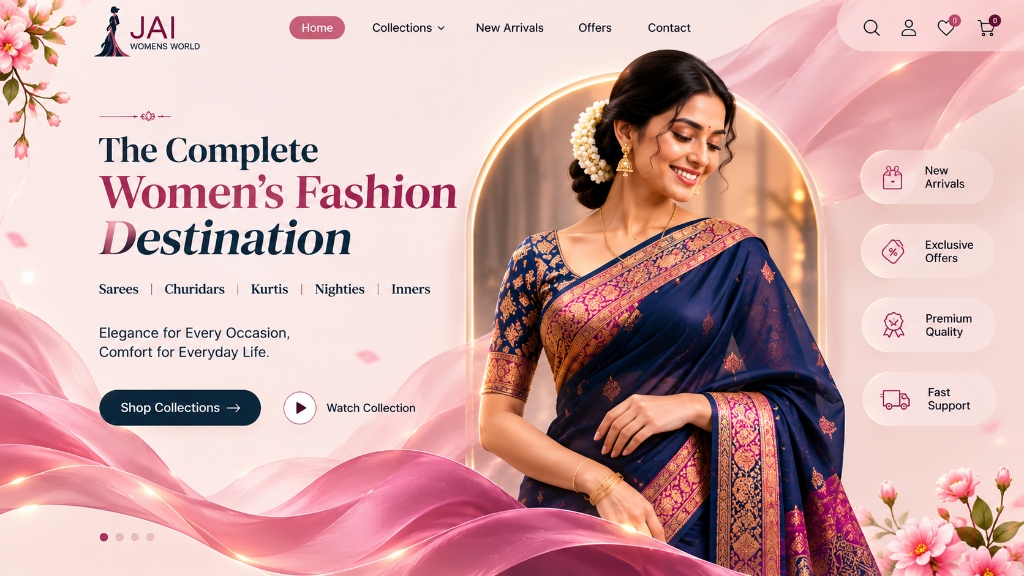 JAI
WOMENS WORLD
Home
Collections
New Arrivals
Offers
Contact
0
0
The Complete
Women's Fashion
Destination
Sarees | Churidars | Kurtis | Nighties | Inners
Elegance for Every Occasion,
Comfort for Everyday Life.
Shop Collections →
Watch Collection
New
Arrivals
%
Exclusive
Offers
Premium
Quality
Fast
Support